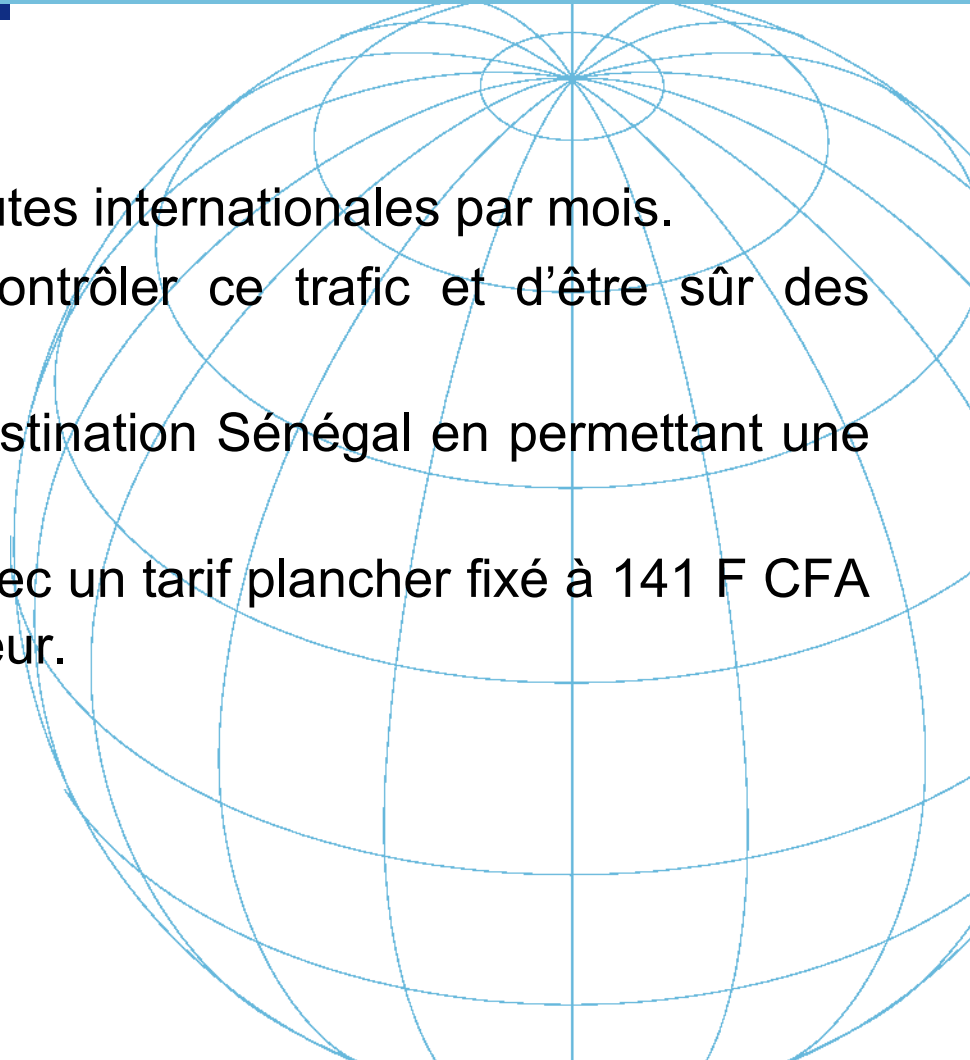 utes internationales par mois.
ontrôler ce trafic et d’être sûr des
stination Sénégal en permettant une
ec un tarif plancher fixé à 141 F CFA
eur.